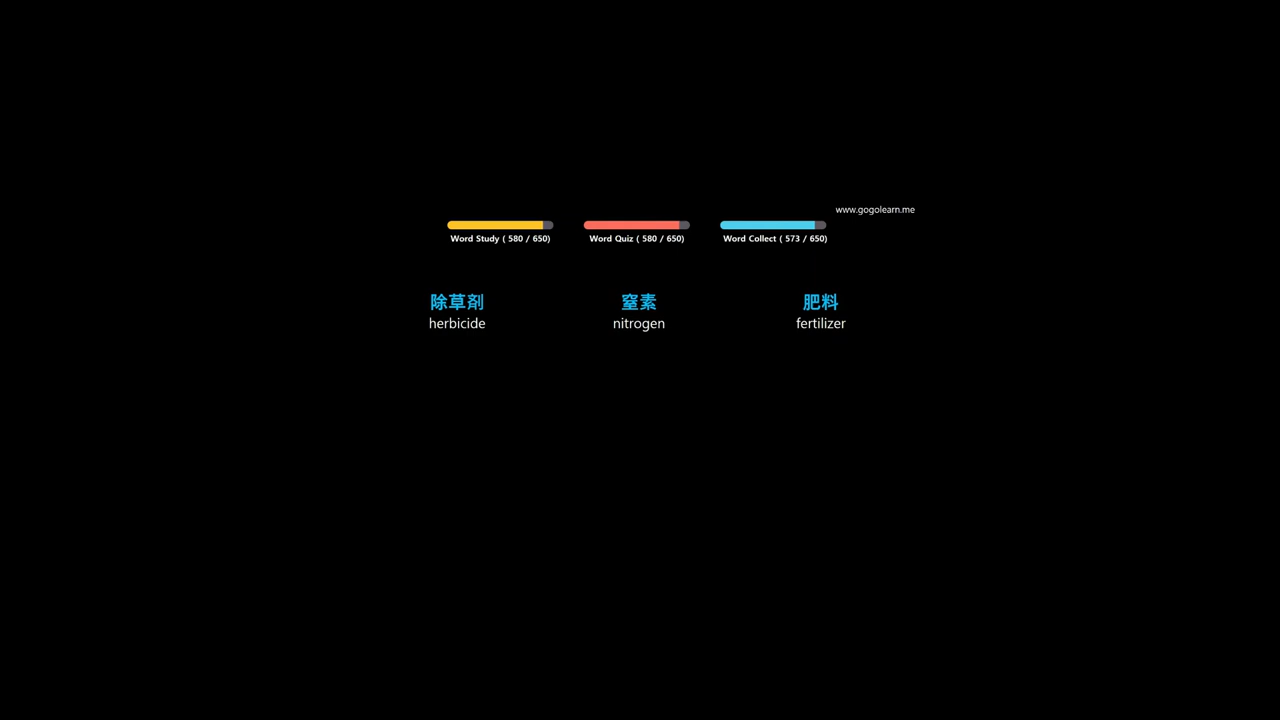 www.gogolearn.me
Word Study ( 580 / 650)
Word Quiz ( 580 / 650)
Word Collect ( 573 / 650)
除草剤
窒素
肥料
herbicide
nitrogen
fertilizer